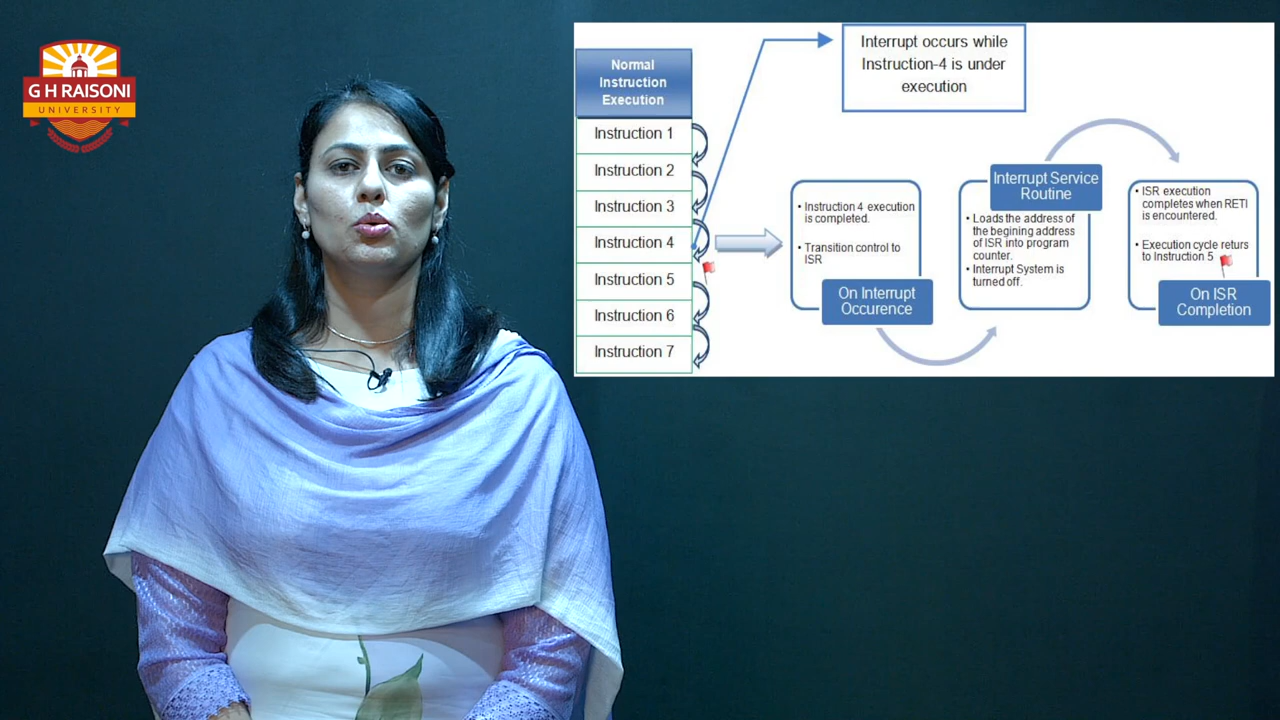 G H RAISONI
UNIVERSITY
Normal
Instruction
Execution
Instruction 1
Instruction 2
Instruction 3
Instruction 4
Instruction 5
Instruction 6
Instruction 7
Interrupt occurs while
Instruction-4 is under
execution
• Instruction 4 execution
is completed.
• Transition control to
ISR
On Interrupt
Occurence
Interrupt Service
Routine
• Loads the address of
the begining address
of ISR into program
counter.
• Interrupt System is
turned off.
• ISR execution
completes when RETI
is encountered.
• Execution cycle returs
to Instruction 5
On ISR
Completion